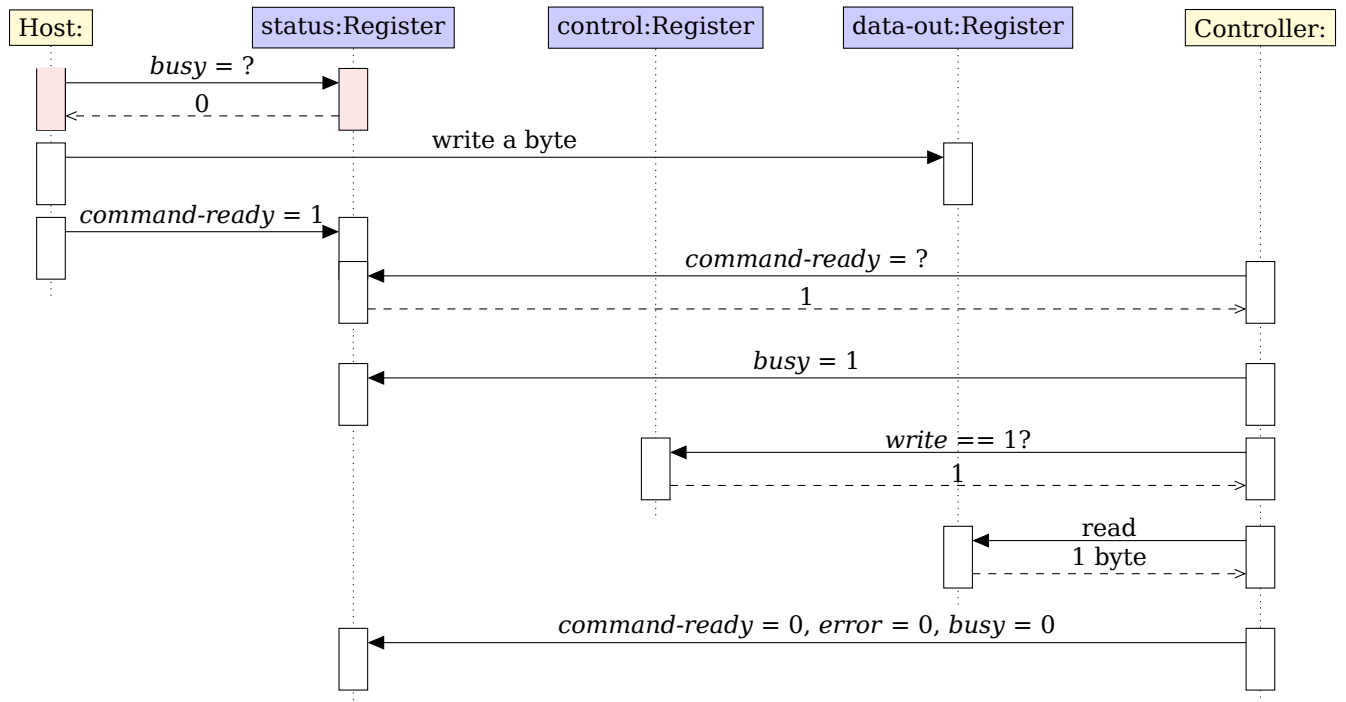 Host:
status:Register
control:Register
data-out:Register
Controller:
busy = ?
0
write a byte
command-ready = 1
command-ready = ?
1
busy = 1
write == 1?
1
read
1 byte
command-ready = 0, error = 0, busy = 0